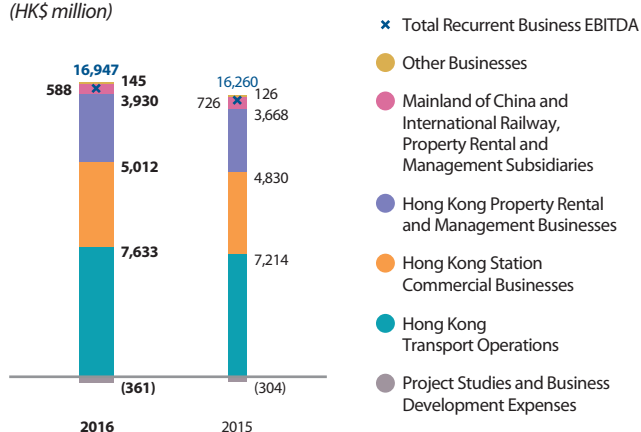 (HK$ million)
16,947
145
588
3,930
5,012
7,633
(361)
2016
16,260
126
726
3,668
4,830
7,214
(304)
2015
Total Recurrent Business EBITDA
Other Businesses
Mainland of China and
International Railway,
Property Rental and
Management Subsidiaries
Hong Kong Property Rental
and Management Businesses
Hong Kong Station
Commercial Businesses
Hong Kong
Transport Operations
Project Studies and Business
Development Expenses